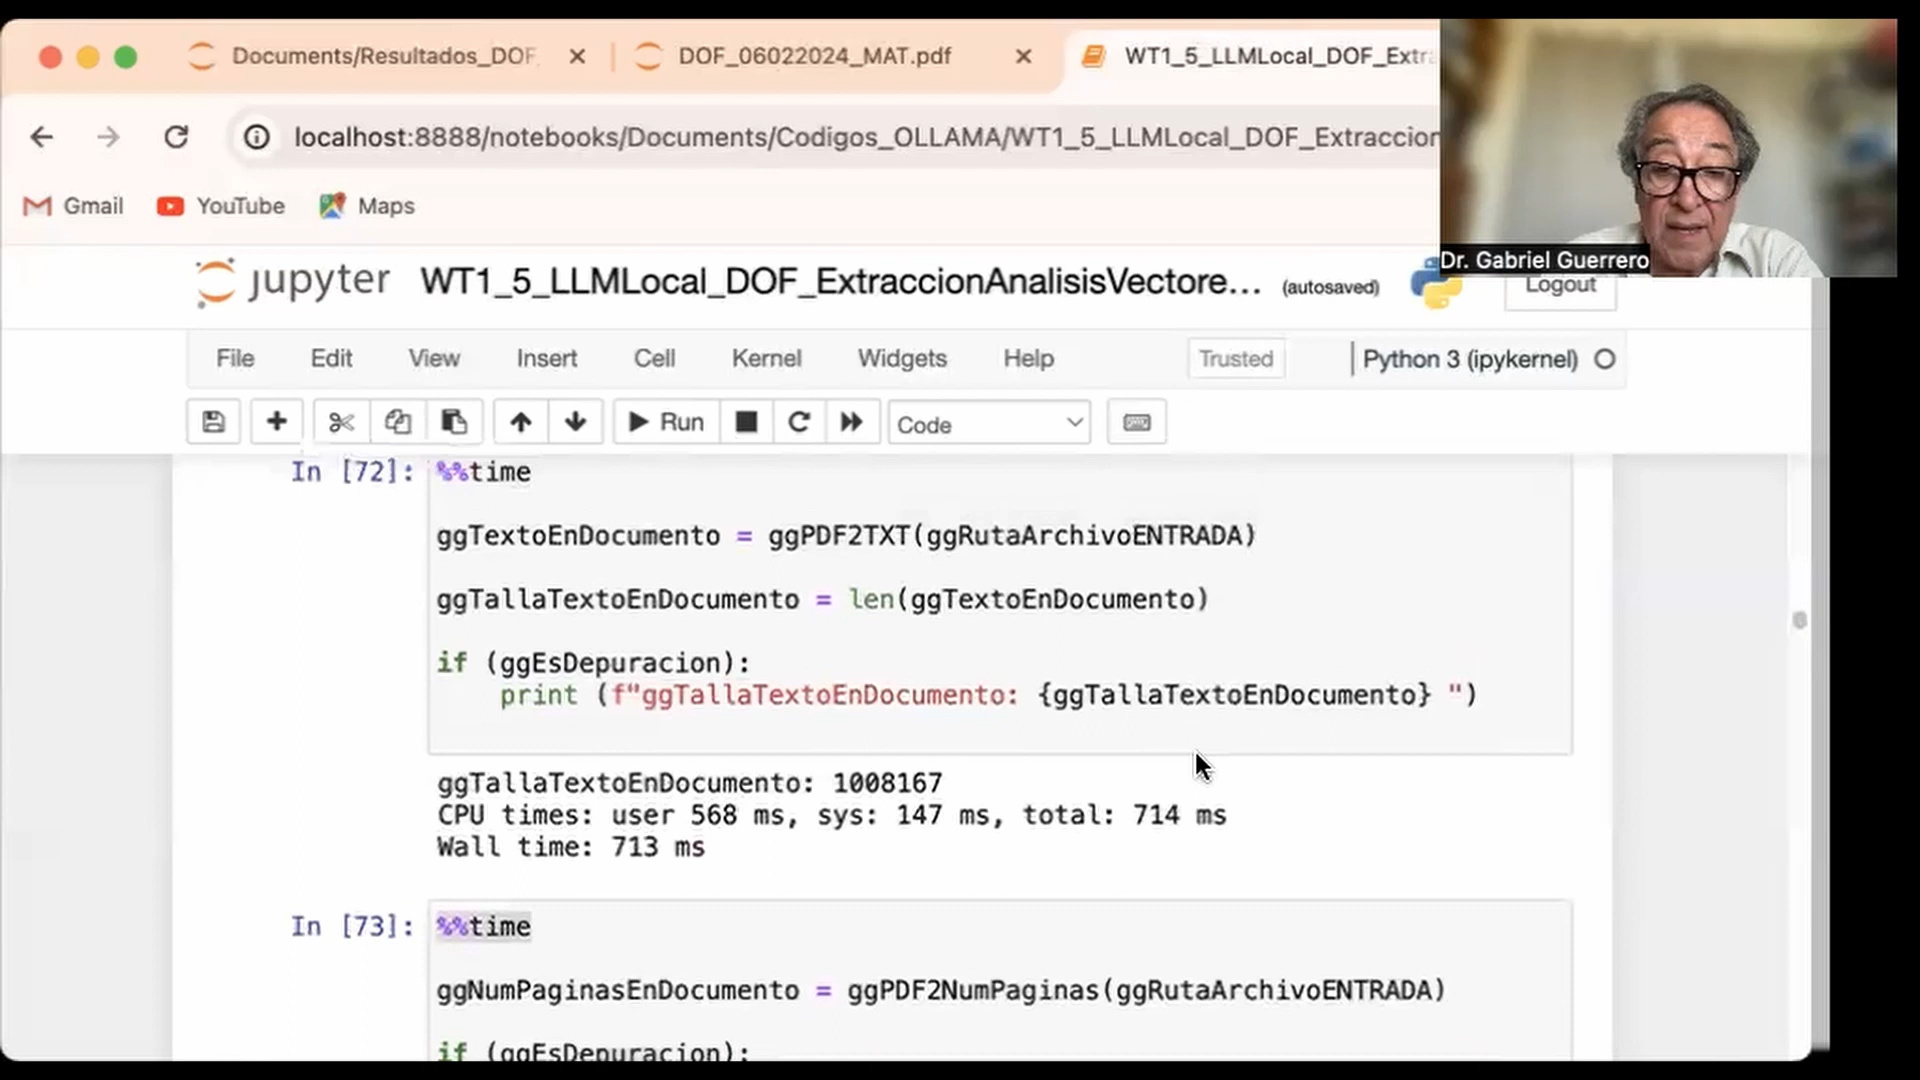 Documents/Resultados_DOF
DOF_06022024_MAT.pdf
WT1_5_LLMLocal_DOF_Extr
localhost:8888/notebooks/Documents/Codigos_OLLAMA/WT1_5_LLMLocal_DOF_Extraccion
Gmail
YouTube
Maps
Dr. Gabriel Guerrero
jupyter
WT1_5_LLMLocal_DOF_ExtraccionAnalisisVectore...
(autosaved)
Logout
File Edit View Insert Cell Kernel Widgets Help
Trusted
Python 3 (ipykernel)
Run
Code
In [72]: %%time
ggTextoEnDocumento = ggPDF2TXT(ggRutaArchivoENTRADA)
ggTallaTextoEnDocumento = len(ggTextoEnDocumento)
if (ggEsDepuracion):
print (f"ggTallaTextoEnDocumento: {ggTallaTextoEnDocumento} ")
ggTallaTextoEnDocumento: 1008167
CPU times: user 568 ms, sys: 147 ms, total: 714 ms
Wall time: 713 ms
In [73]: %%time
ggNumPaginasEnDocumento = ggPDF2NumPaginas(ggRutaArchivoENTRADA)
if (ggEsDepuracion):